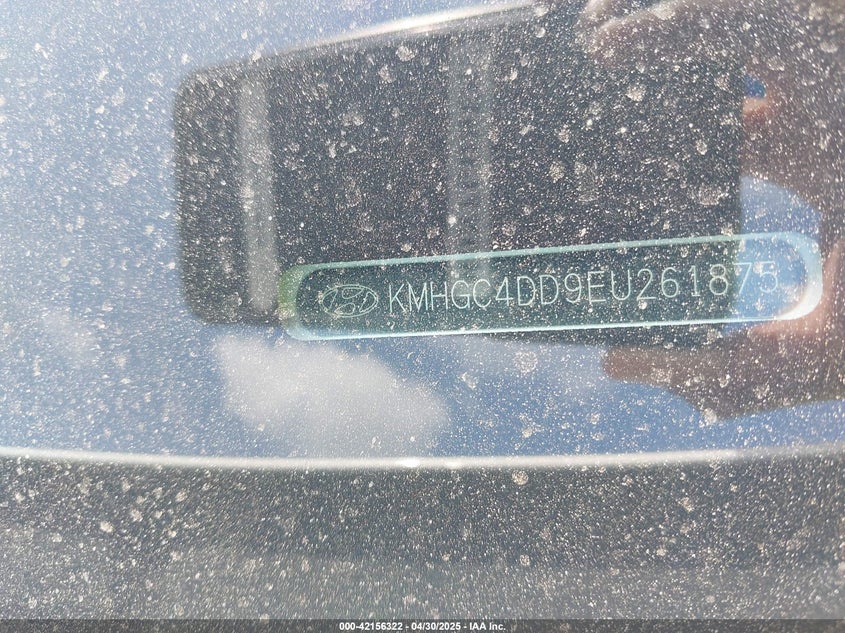 KMHGC4DD9EU261875
000-42156322 | 04/30/2025 - IAA Inc.